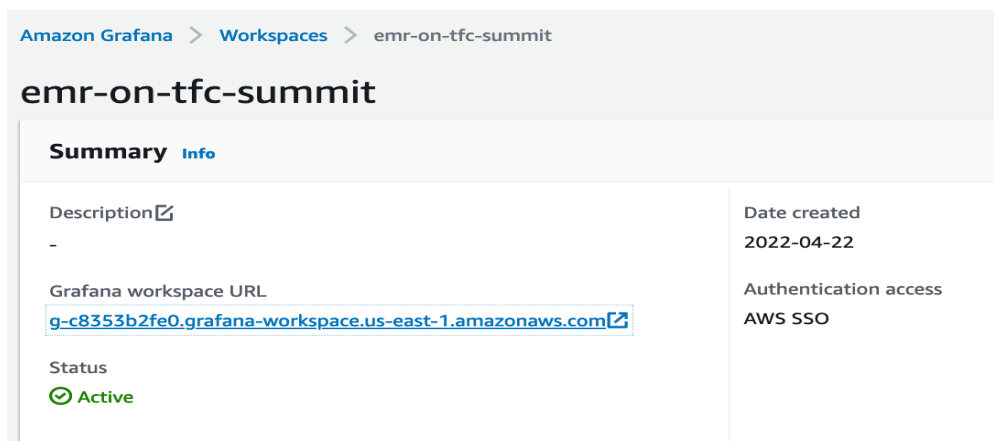 Amazon Grafana > Workspaces > emr-on-tfc-summit
emr-on-tfc-summit
Summary Info
Description
-
Grafana workspace URL
g-c8353b2fe0.grafana-workspace.us-east-1.amazonaws.com
Status
Active
Date created
2022-04-22
Authentication access
AWS SSO